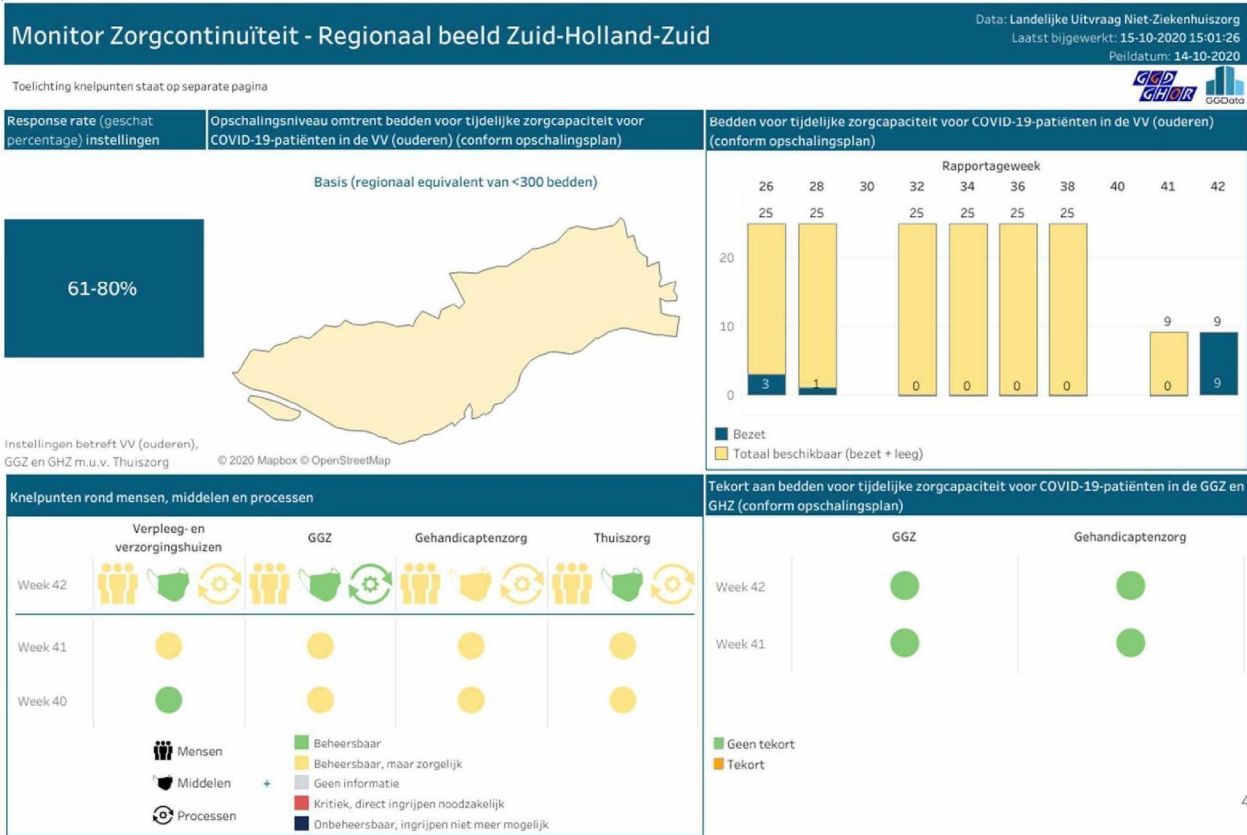 Monitor Zorgcontinuïteit - Regionaal beeld Zuid-Holland-Zuid
Data: Landelijke Uitvraag Niet-Ziekenhuiszorg
Laatst bijgewerkt: 15-10-2020 15:01:26
Peildatum: 14-10-2020
Toelichting knelpunten staat op separate pagina
GGD
GHOR
GGData
Response rate (geschat
percentage) instellingen
61-80%
Instellingen betreft VV (ouderen),
GGZ en GHZ m.u.v. Thuiszorg
Opschalingsniveau omtrent bedden voor tijdelijke zorgcapaciteit voor
COVID-19-patiënten in de VV (ouderen) (conform opschalingsplan)
Basis (regionaal equivalent van <300 bedden)
© 2020 Mapbox © OpenStreetMap
Bedden voor tijdelijke zorgcapaciteit voor COVID-19-patiënten in de VV (ouderen)
(conform opschalingsplan)
Rapportageweek
26 28 30 32 34 36 38 40 41 42
25 25 25 25 25 25 9 9
20
10
0
3 1 0 0 0 0 0 9
Bezet
Totaal beschikbaar (bezet + leeg)
Knelpunten rond mensen, middelen en processen
Verpleeg- en
verzorgingshuizen
GGZ
Gehandicaptenzorg
Thuiszorg
Week 42
Week 41
Week 40
Mensen
Middelen
+
Processen
Beheersbaar
Beheersbaar, maar zorgelijk
Geen informatie
Kritiek, direct ingrijpen noodzakelijk
Onbeheersbaar, ingrijpen niet meer mogelijk
Tekort aan bedden voor tijdelijke zorgcapaciteit voor COVID-19-patiënten in de GGZ en
GHZ (conform opschalingsplan)
GGZ
Gehandicaptenzorg
Week 42
Week 41
Geen tekort
Tekort
4